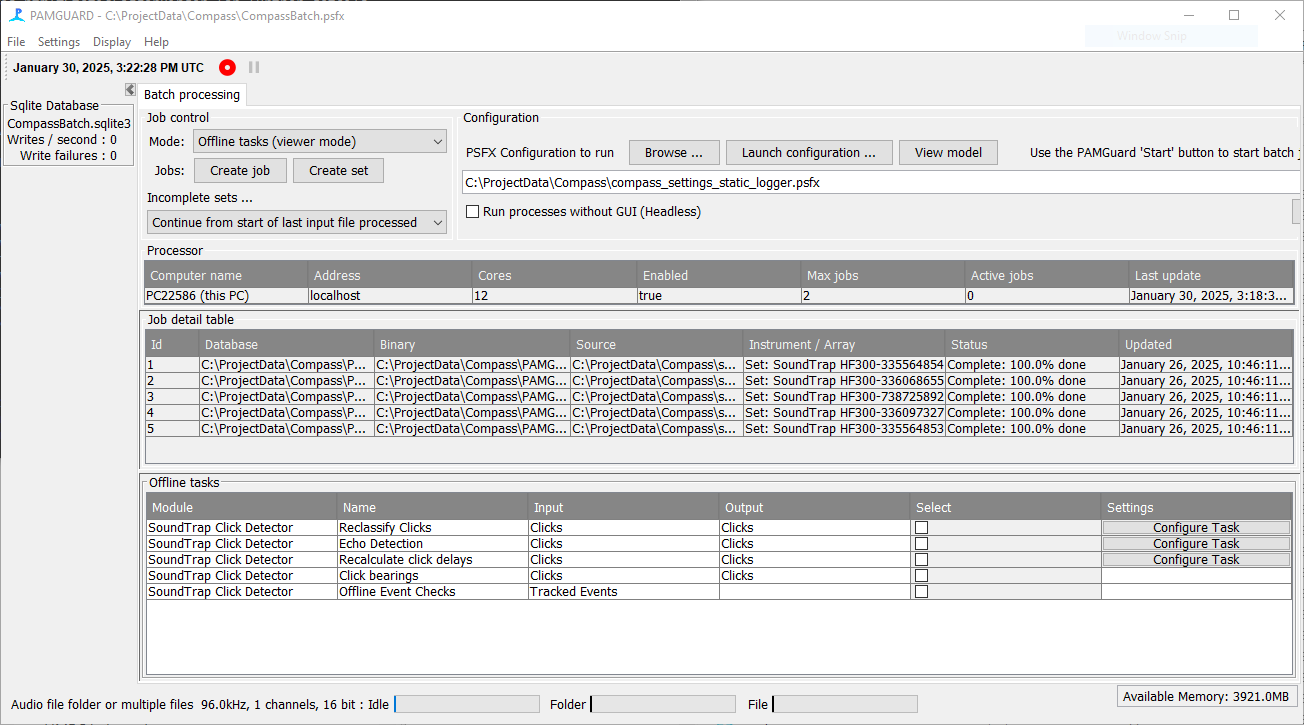 PAMGUARD - C:\ProjectData\Compass\CompassBatch.psfx
File Settings Display Help
Window Snip
January 30, 2025, 3:22:28 PM UTC
Sqlite Database
CompassBatch.sqlite3
Writes / second : 0
Write failures : 0
Batch processing
Job control
Mode: Offline tasks (viewer mode)
Jobs: Create job Create set
Incomplete sets ...
Continue from start of last input file processed
Configuration
PSFX Configuration to run Browse ... Launch configuration ... View model Use the PAMGuard 'Start' button to start batch
C:\ProjectData\Compass\compass_settings_static_logger.psfx
Run processes without GUI (Headless)
Processor
Computer name Address Cores Enabled Max jobs Active jobs Last update
PC22586 (this PC) localhost 12 true 2 0 January 30, 2025, 3:18:3...
Job detail table
Id Database Binary Source Instrument / Array Status Updated
1 C:\ProjectData\Compass\P... C:\ProjectData\Compass\PAMG... C:\ProjectData\Compass\s... Set: SoundTrap HF300-335564854 Complete: 100.0% done January 26, 2025, 10:46:11...
2 C:\ProjectData\Compass\P... C:\ProjectData\Compass\PAMG... C:\ProjectData\Compass\s... Set: SoundTrap HF300-336068655 Complete: 100.0% done January 26, 2025, 10:46:11...
3 C:\ProjectData\Compass\P... C:\ProjectData\Compass\PAMG... C:\ProjectData\Compass\s... Set: SoundTrap HF300-738725892 Complete: 100.0% done January 26, 2025, 10:46:11...
4 C:\ProjectData\Compass\P... C:\ProjectData\Compass\PAMG... C:\ProjectData\Compass\s... Set: SoundTrap HF300-336097327 Complete: 100.0% done January 26, 2025, 10:46:11...
5 C:\ProjectData\Compass\P... C:\ProjectData\Compass\PAMG... C:\ProjectData\Compass\s... Set: SoundTrap HF300-335564853 Complete: 100.0% done January 26, 2025, 10:46:11...
Offline tasks
Module Name Input Output Select Settings
SoundTrap Click Detector Reclassify Clicks Clicks Clicks Configure Task
SoundTrap Click Detector Echo Detection Clicks Clicks Configure Task
SoundTrap Click Detector Recalculate click delays Clicks Clicks Configure Task
SoundTrap Click Detector Click bearings Clicks Clicks
SoundTrap Click Detector Offline Event Checks Tracked Events
Audio file folder or multiple files 96.0kHz, 1 channels, 16 bit : Idle Folder File Available Memory: 3921.0MB